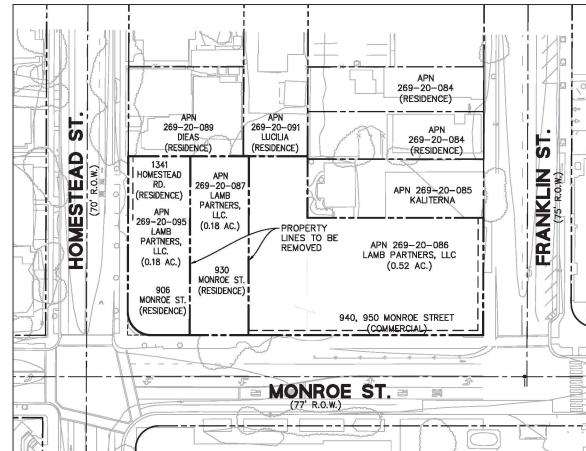 HOMESTEAD ST.
(70' R.O.W.)
APN
269-20-089
DIEAS
(RESIDENCE)
APN
269-20-091
LUCILIA
(RESIDENCE)
APN
269-20-084
(RESIDENCE)
APN
269-20-084
(RESIDENCE)
1341
HOMESTEAD
RD.
(RESIDENCE)
APN
269-20-095
LAMB
PARTNERS,
LLC.
(0.18 AC.)
906
MONROE ST.
(RESIDENCE)
APN
269-20-087
LAMB
PARTNERS,
LLC.
(0.18 AC.)
930
MONROE ST.
(RESIDENCE)
PROPERTY
LINES TO BE
REMOVED
APN 269-20-085
KALITERNA
APN 269-20-086
LAMB PARTNERS, LLC
(0.52 AC.)
940, 950 MONROE STREET
(COMMERCIAL)
FRANKLIN ST.
(75' R.O.W.)
MONROE ST.
(77' R.O.W.)